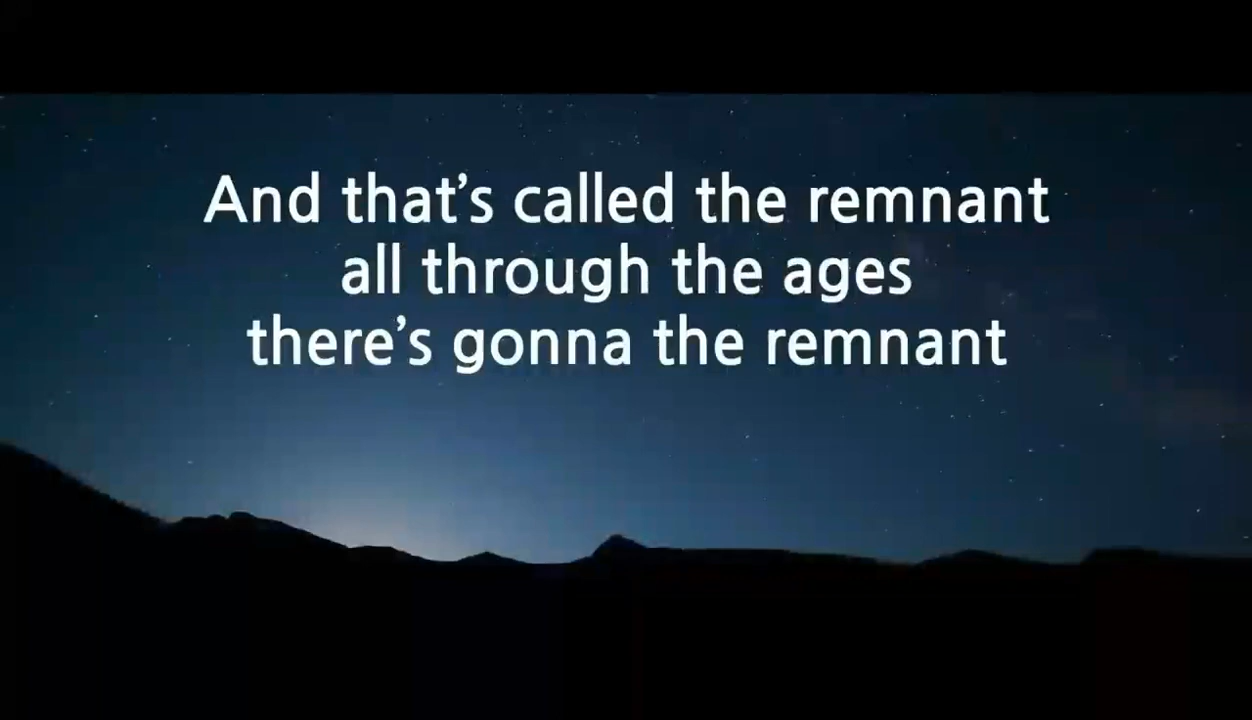 And that’s called the remnant
all through the ages
there’s gonna the remnant